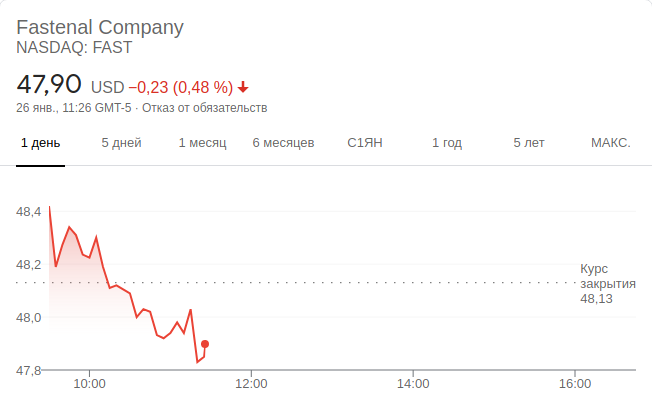 Fastenal Company
NASDAQ: FAST
47,90 USD −0,23 (0,48 %)
26 янв., 11:26 GMT-5 · Отказ от обязательств
1 день 5 дней 1 месяц 6 месяцев С1ЯН 1 год 5 лет МАКС.
48,4
48,2
Курс
закрытия
48,13
48,0
47,8
10:00 12:00 14:00 16:00